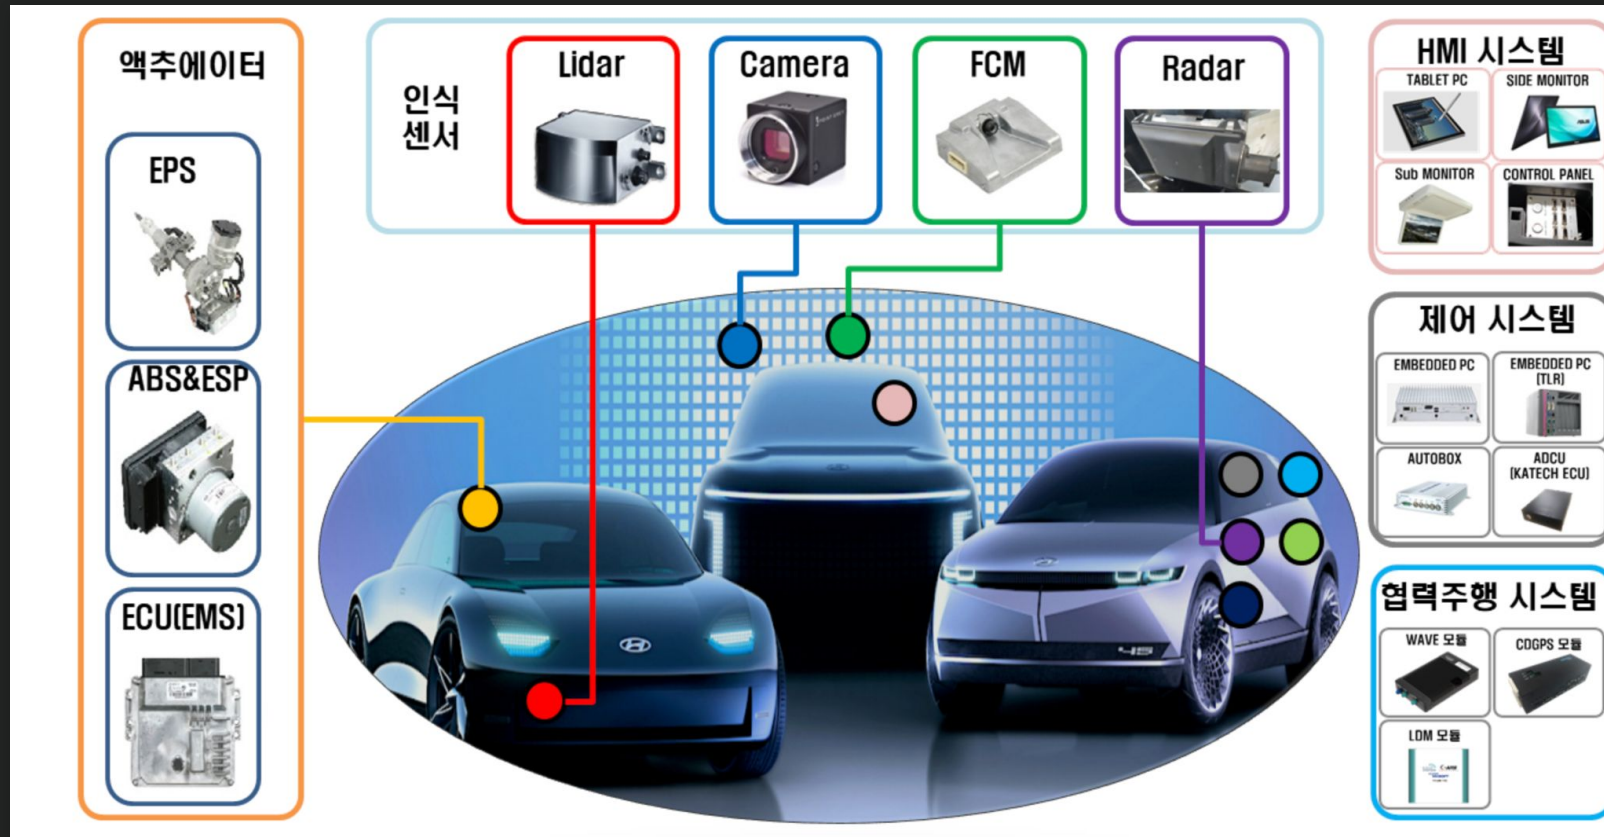 액추에이터
EPS
ABS&ESP
ECU(EMS)
인식
센서
Lidar
Camera
FCM
Radar
HMI 시스템
TABLET PC
SIDE MONITOR
Sub MONITOR
CONTROL PANEL
제어 시스템
EMBEDDED PC
EMBEDDED PC
(TLR)
AUTOBOX
ADCU
(KATECH ECU)
협력주행 시스템
WAVE 모듈
CDGPS 모듈
LDM 모듈
45